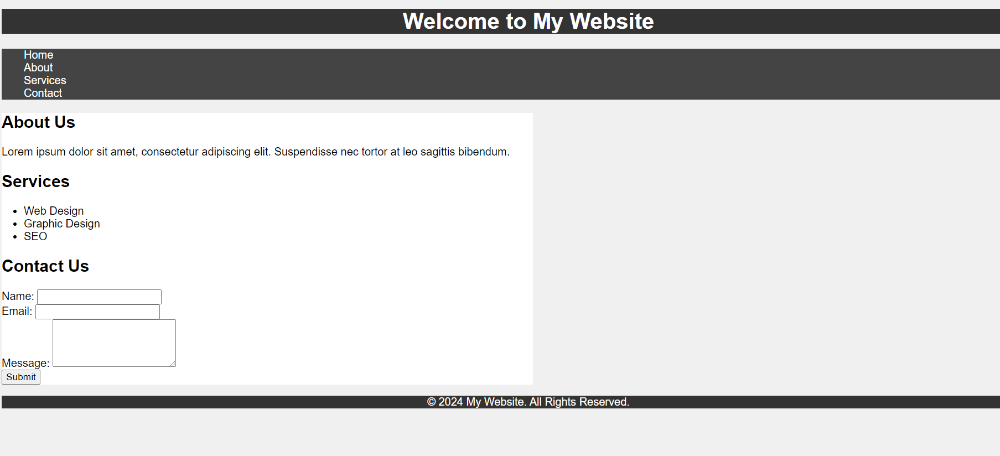 Welcome to My Website
Home
About
Services
Contact
About Us
Lorem ipsum dolor sit amet, consectetur adipiscing elit. Suspendisse nec tortor at leo sagittis bibendum.
Services
• Web Design
• Graphic Design
• SEO
Contact Us
Name:
Email:
Message:
Submit
© 2024 My Website. All Rights Reserved.